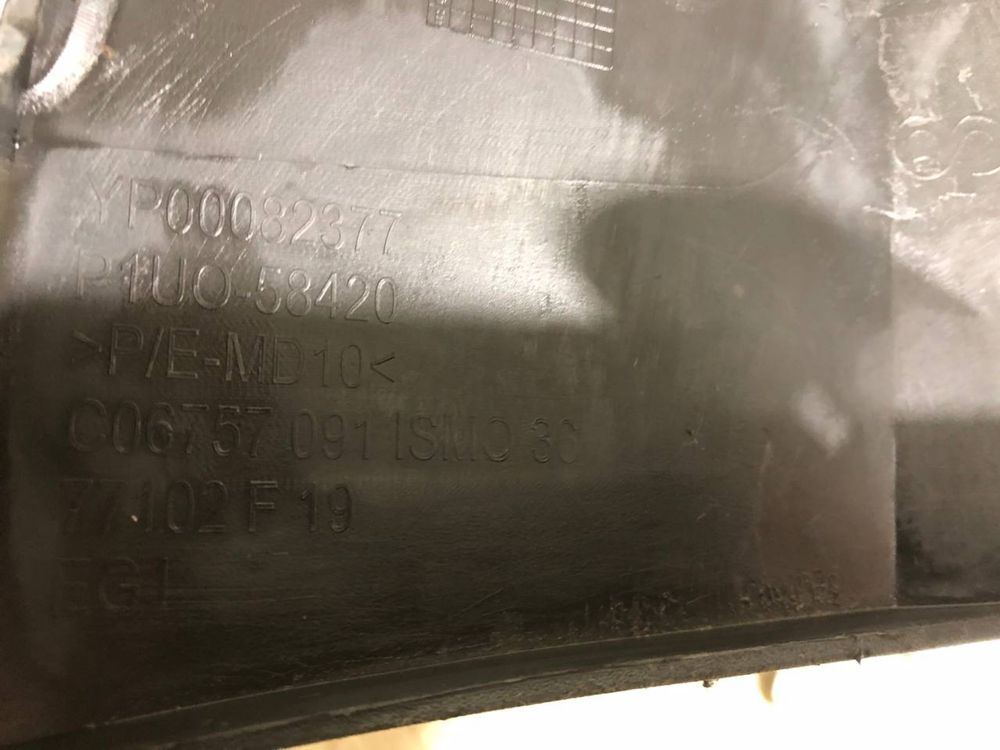 YP00082377
P1UO-58420
>P/E-MD10<
C06757 091 ISMO 30
77102 F 19